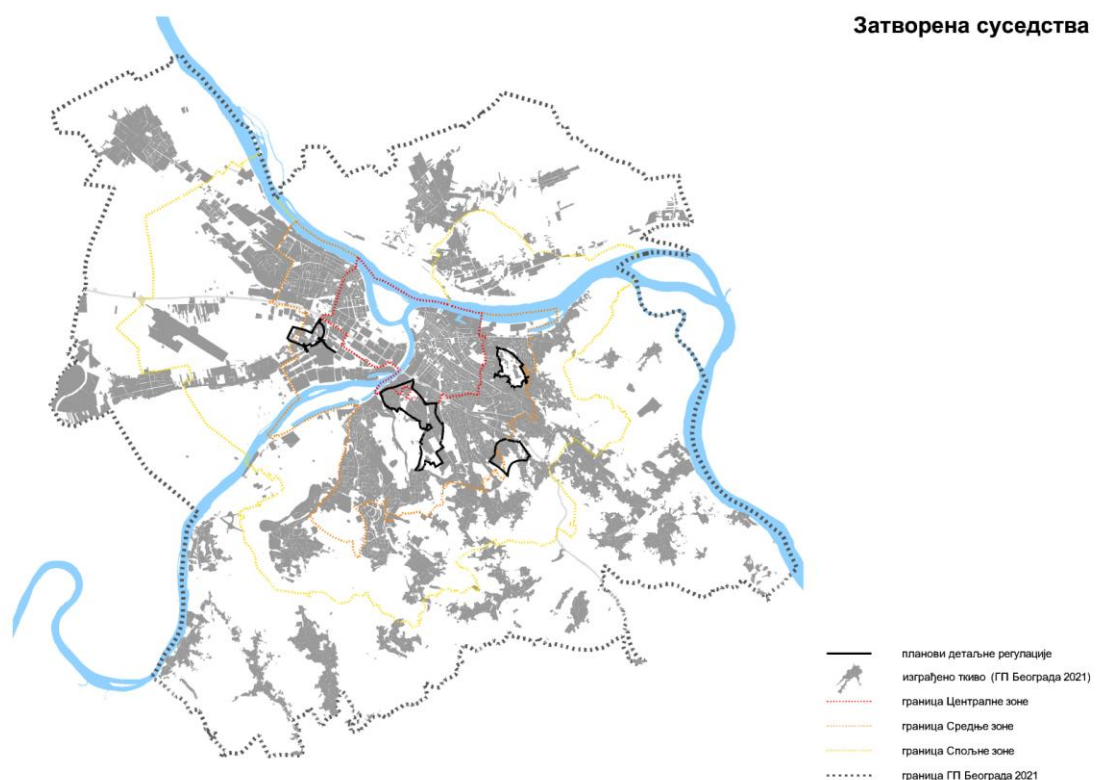 Затворена суседства
планови детаљне регулације
изграђено ткиво (ГП Београда 2021)
граница Централне зоне
граница Средње зоне
граница Спољне зоне
граница ГП Београда 2021